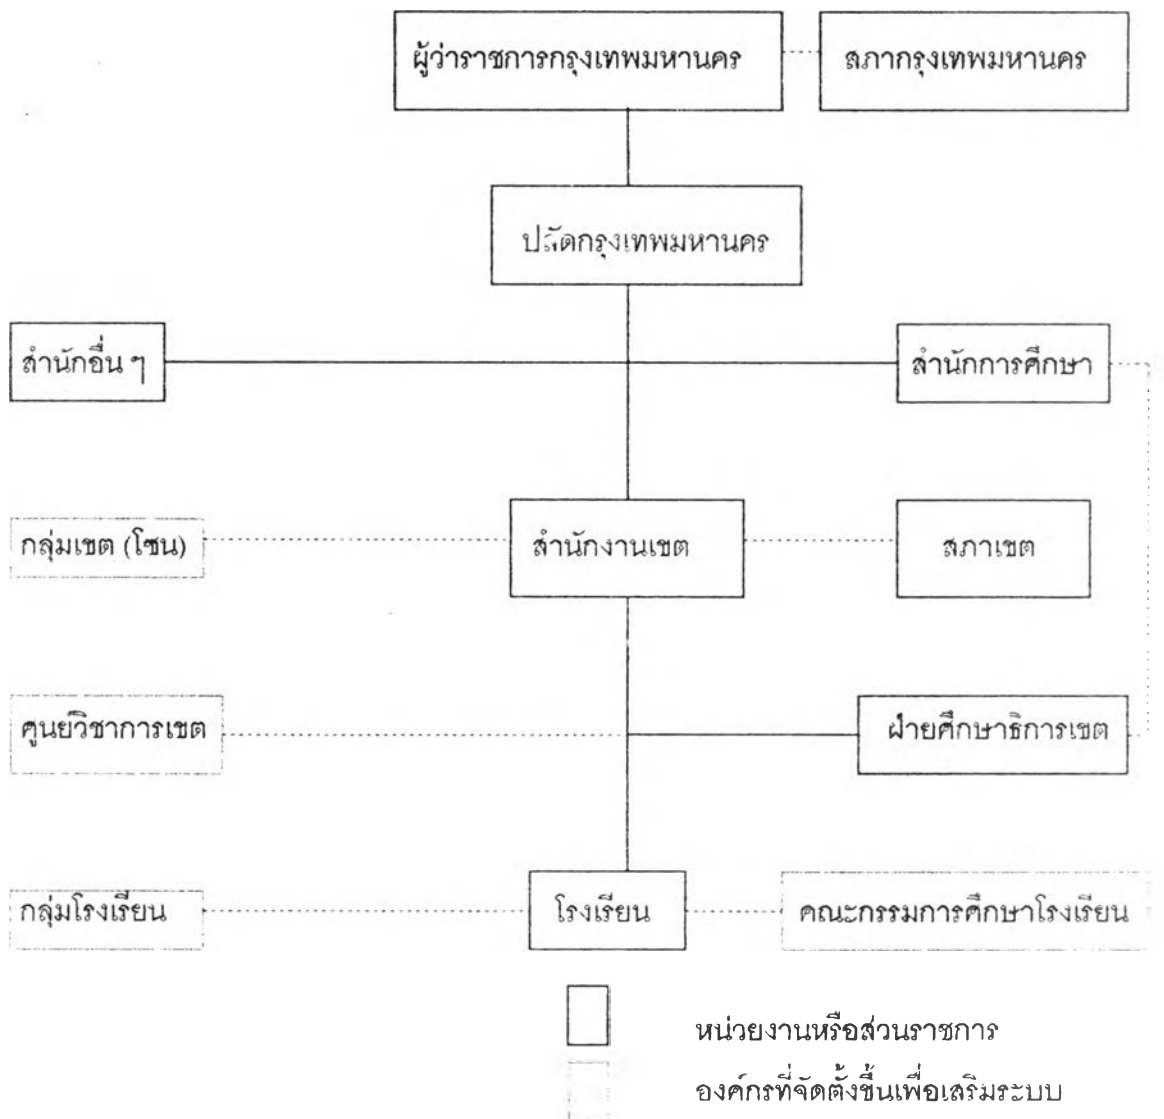 ผู้ว่าราชการกรุงเทพมหานคร
สภากรุงเทพมหานคร
ปลัดกรุงเทพมหานคร
สำนักอื่น ๆ
สำนักการศึกษา
กลุ่มเขต (โซน)
สำนักงานเขต
สภาเขต
ศูนย์วิชาการเขต
ฝ่ายศึกษาธิการเขต
กลุ่มโรงเรียน
โรงเรียน
คณะกรรมการศึกษาโรงเรียน
หน่วยงานหรือส่วนราชการ
องค์กรที่จัดตั้งขึ้นเพื่อเสริมระบบ